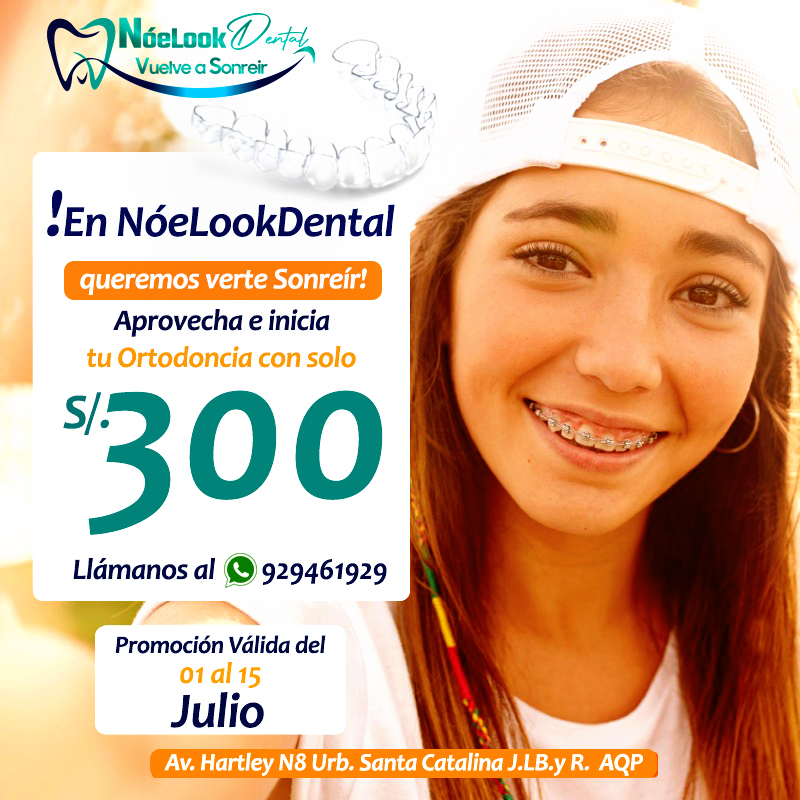 NóeLook Dental
Vuelve a Sonreir
!En NóeLookDental
queremos verte Sonreír!
Aprovecha e inicia
tu Ortodoncia con solo
S/.300
Llámanos al 929461929
Promoción Válida del
01 al 15
Julio
Av. Hartley N8 Urb. Santa Catalina J.LB.y R. AQP